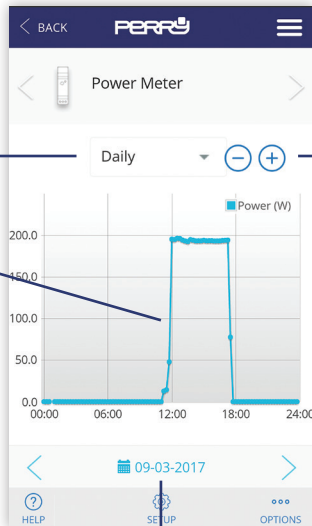 BACK
PERRY
Power Meter
Daily
Power (W)
200.0
150.0
100.0
50.0
0.0
00:00 06:00 12:00 18:00 24:00
09-03-2017
HELP SETUP OPTIONS